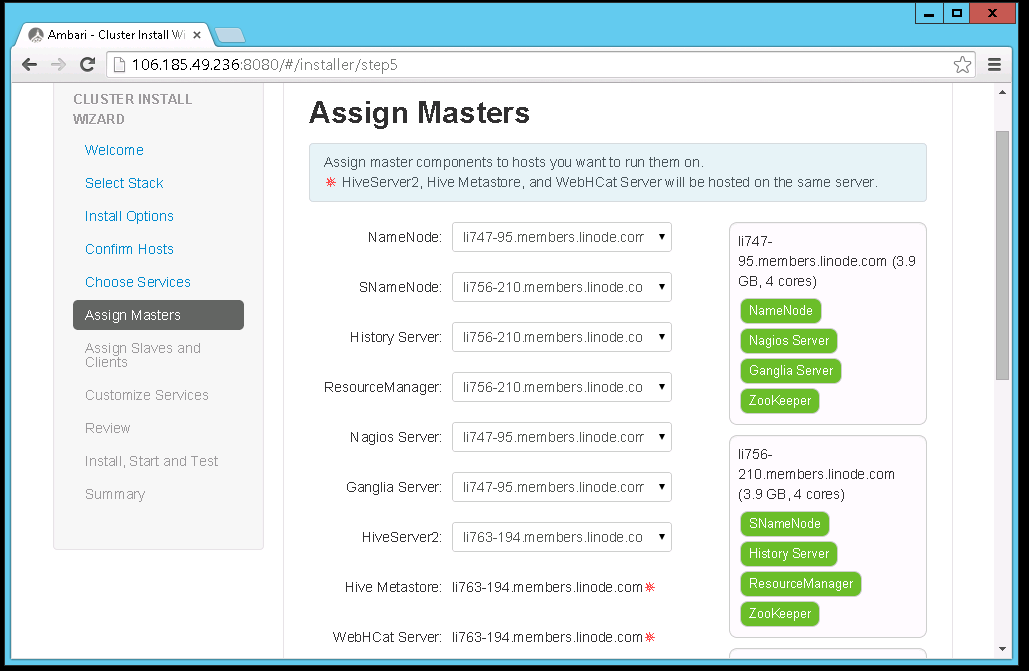 Ambari - Cluster Install Wi
106.185.49.236:8080/#/installer/step5
CLUSTER INSTALL
WIZARD
Welcome
Select Stack
Install Options
Confirm Hosts
Choose Services
Assign Masters
Assign Slaves and
Clients
Customize Services
Review
Install, Start and Test
Summary
Assign Masters
Assign master components to hosts you want to run them on.
✵ HiveServer2, Hive Metastore, and WebHCat Server will be hosted on the same server.
NameNode: li747-95.members.linode.com
SNameNode: li756-210.members.linode.co
History Server: li756-210.members.linode.co
ResourceManager: li756-210.members.linode.co
Nagios Server: li747-95.members.linode.com
Ganglia Server: li747-95.members.linode.com
HiveServer2: li763-194.members.linode.co
Hive Metastore: li763-194.members.linode.com✵
WebHCat Server: li763-194.members.linode.com✵
li747-
95.members.linode.com (3.9
GB, 4 cores)
NameNode
Nagios Server
Ganglia Server
ZooKeeper
li756-
210.members.linode.com
(3.9 GB, 4 cores)
SNameNode
History Server
ResourceManager
ZooKeeper